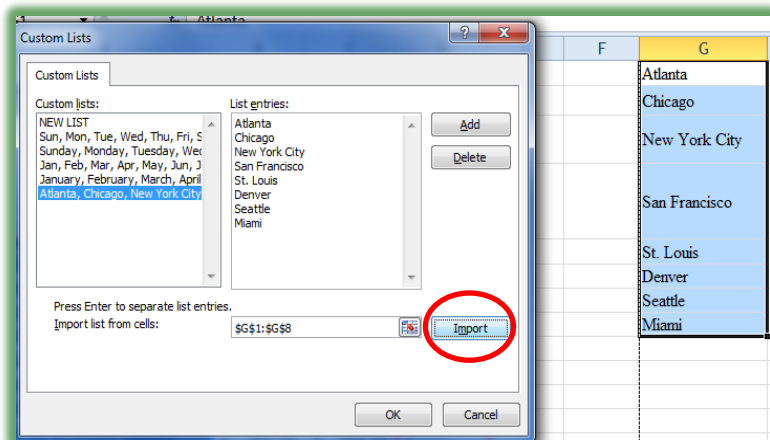 Atlanta
Custom Lists
?
X
F
G
Custom Lists
Custom lists:
NEW LIST
Sun, Mon, Tue, Wed, Thu, Fri, S
Sunday, Monday, Tuesday, Wed
Jan, Feb, Mar, Apr, May, Jun, J
January, February, March, April
Atlanta, Chicago, New York City
List entries:
Atlanta
Chicago
New York City
San Francisco
St. Louis
Denver
Seattle
Miami
Add
Delete
Press Enter to separate list entries.
Import list from cells:
$G$1:$G$8
Import
OK
Cancel
Atlanta
Chicago
New York City
San Francisco
St. Louis
Denver
Seattle
Miami